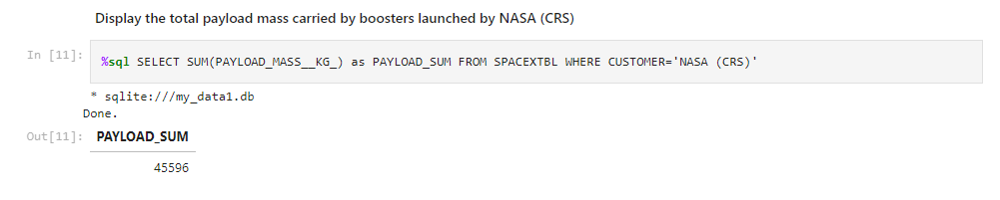 Display the total payload mass carried by boosters launched by NASA (CRS)
In [11]: %sql SELECT SUM(PAYLOAD_MASS__KG_) as PAYLOAD_SUM FROM SPACEXTBL WHERE CUSTOMER='NASA (CRS)'
* sqlite:///my_data1.db
Done.
Out[11]: PAYLOAD_SUM
45596